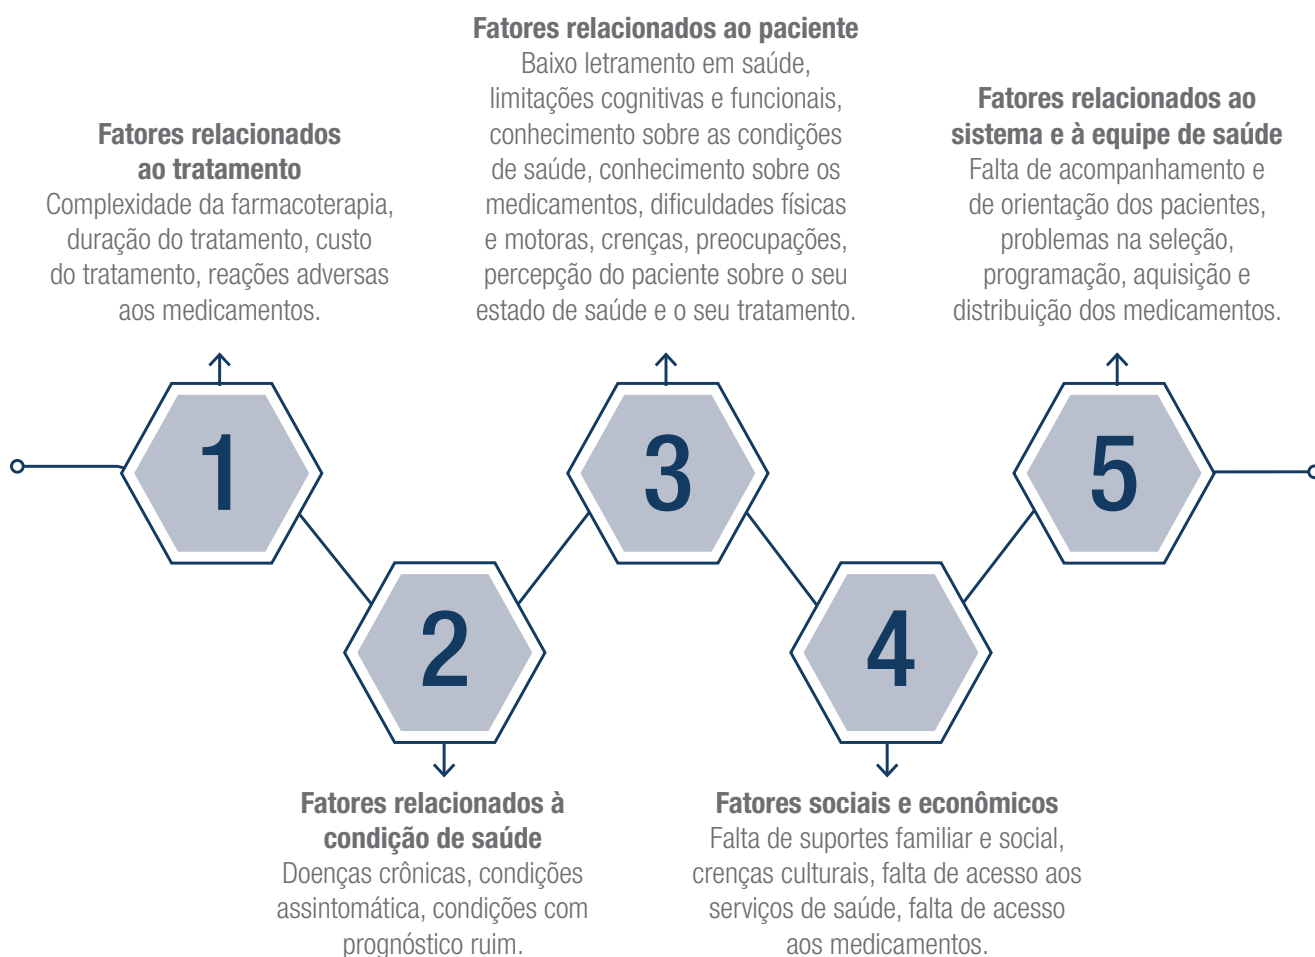 Fatores relacionados
ao tratamento
Complexidade da farmacoterapia,
duração do tratamento, custo
do tratamento, reações adversas
aos medicamentos.
1
Fatores relacionados à
condição de saúde
Doenças crônicas, condições
assintomática, condições com
prognóstico ruim.
2
Fatores relacionados ao paciente
Baixo letramento em saúde,
limitações cognitivas e funcionais,
conhecimento sobre as condições
de saúde, conhecimento sobre os
medicamentos, dificuldades físicas
e motoras, crenças, preocupações,
percepção do paciente sobre o seu
estado de saúde e o seu tratamento.
3
Fatores sociais e econômicos
Falta de suportes familiar e social,
crenças culturais, falta de acesso aos
serviços de saúde, falta de acesso
aos medicamentos.
4
Fatores relacionados ao
sistema e à equipe de saúde
Falta de acompanhamento e
de orientação dos pacientes,
problemas na seleção,
programação, aquisição e
distribuição dos medicamentos.
5